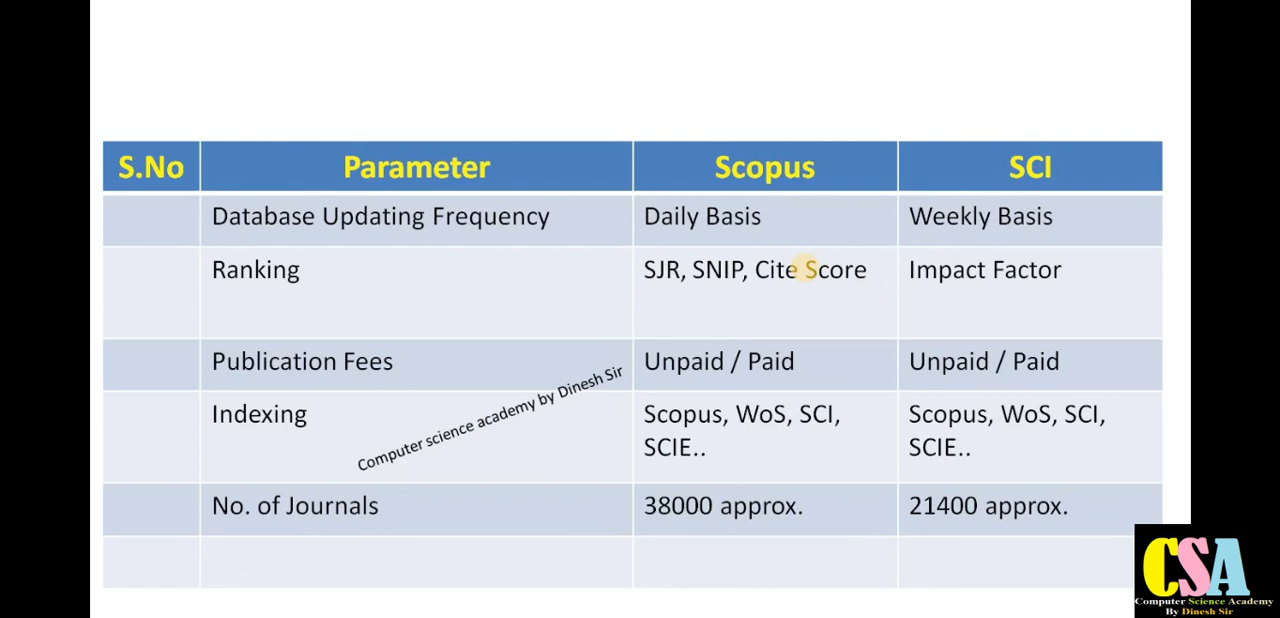 S.No Parameter Scopus SCI
Database Updating Frequency Daily Basis Weekly Basis
Ranking SJR, SNIP, Cite Score Impact Factor
Publication Fees Unpaid / Paid Unpaid / Paid
Indexing Scopus, WoS, SCI, Scopus, WoS, SCI,
SCIE.. SCIE..
Computer science academy by Dinesh Sir
No. of Journals 38000 approx. 21400 approx.
CSA
Computer Science Academy
By Dinesh Sir